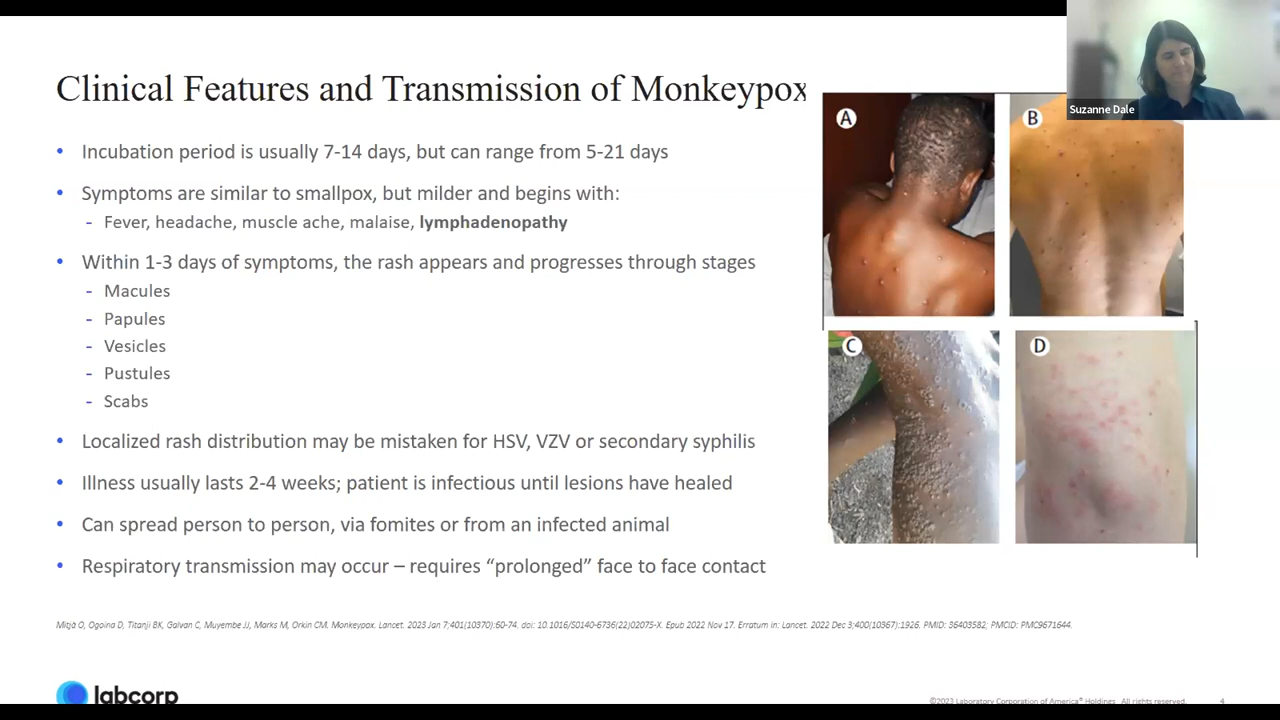 Clinical Features and Transmission of Monkeypox
• Incubation period is usually 7-14 days, but can range from 5-21 days
• Symptoms are similar to smallpox, but milder and begins with:
- Fever, headache, muscle ache, malaise, lymphadenopathy
• Within 1-3 days of symptoms, the rash appears and progresses through stages
- Macules
- Papules
- Vesicles
- Pustules
- Scabs
• Localized rash distribution may be mistaken for HSV, VZV or secondary syphilis
• Illness usually lasts 2-4 weeks; patient is infectious until lesions have healed
• Can spread person to person, via fomites or from an infected animal
• Respiratory transmission may occur – requires “prolonged” face to face contact
A
B
C
D
Suzanne Dale
Mitjà O, Ogoina D, Titanji BK, Galvan C, Muyembe JJ, Marks M, Orkin CM. Monkeypox. Lancet. 2023 Jan 7;401(10370):60-74. doi: 10.1016/S0140-6736(22)02075-X. Epub 2022 Nov 17. Erratum in: Lancet. 2022 Dec 3;400(10367):1926. PMID: 36403582; PMCID: PMC9671644.
labcorp
©2023 Laboratory Corporation of America® Holdings All rights reserved.
4